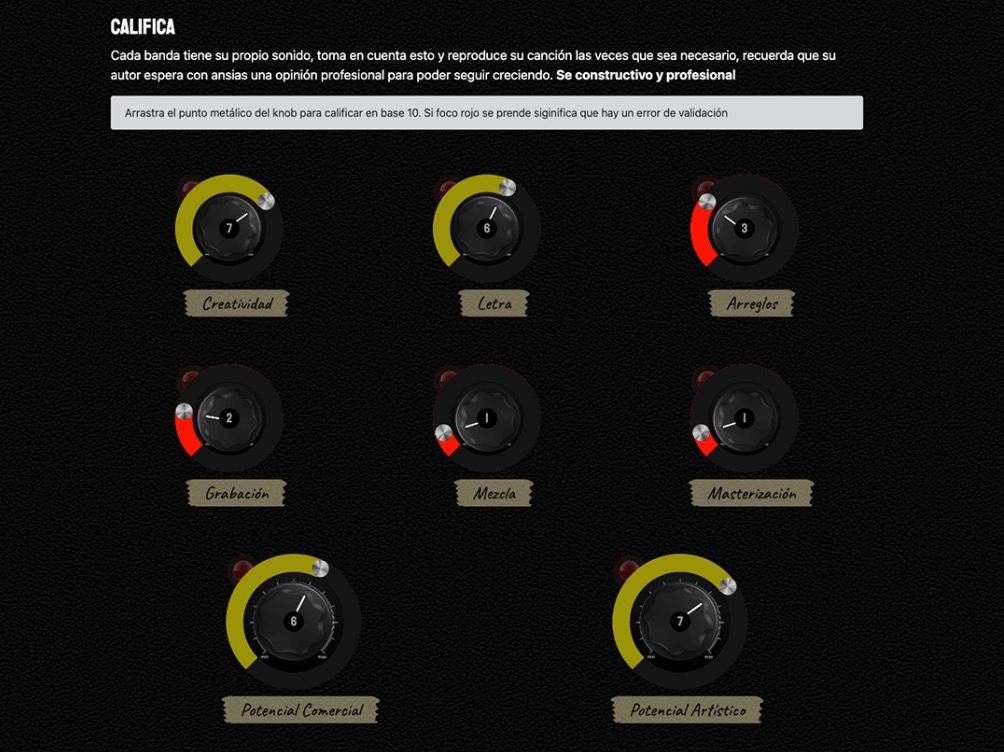 CALIFICA
Cada banda tiene su propio sonido, toma en cuenta esto y reproduce su canción las veces que sea necesario, recuerda que su
autor espera con ansias una opinión profesional para poder seguir creciendo. Se constructivo y profesional
Arrastra el punto metálico del knob para calificar en base 10. Si foco rojo se prende siginifica que hay un error de validación
7
6
3
Creatividad
Letra
Arreglos
2
1
1
Grabación
Mezcla
Masterización
6
min
max
7
min
max
Potencial Comercial
Potencial Artístico